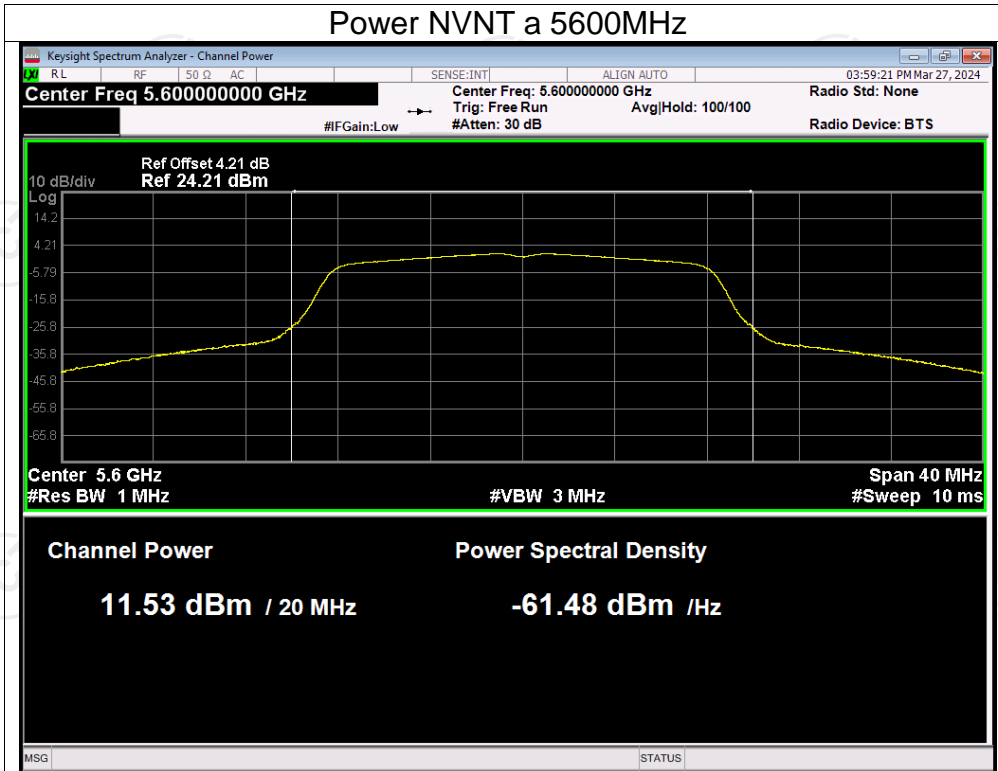 Power NVNT a 5600MHz
Keysight Spectrum Analyzer - Channel Power
LXI RL RF 50 Ω AC SENSE:INT ALIGN AUTO 03:59:21 PM Mar 27, 2024
Center Freq 5.600000000 GHz Center Freq: 5.600000000 GHz Radio Std: None
Trig: Free Run Avg|Hold: 100/100
#IFGain:Low #Atten: 30 dB Radio Device: BTS
Ref Offset 4.21 dB
10 dB/div Ref 24.21 dBm
Log
14.2
4.21
-5.79
-15.8
-25.8
-35.8
-45.8
-55.8
-65.8
Center 5.6 GHz Span 40 MHz
#Res BW 1 MHz #VBW 3 MHz #Sweep 10 ms
Channel Power Power Spectral Density
11.53 dBm / 20 MHz -61.48 dBm /Hz
MSG STATUS